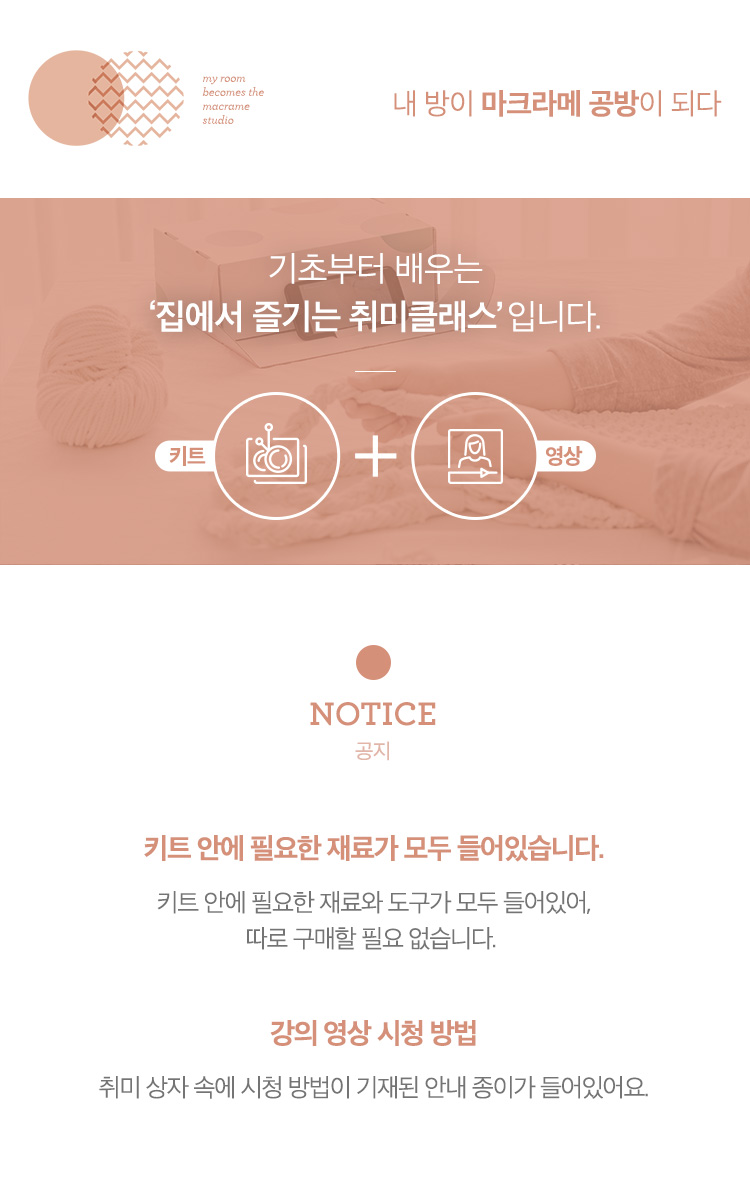 my room
becomes the
macrame
studio
내 방이 마크라메 공방이 되다
기초부터 배우는
‘집에서 즐기는 취미클래스’입니다.
키트
영상
NOTICE
공지
키트 안에 필요한 재료가 모두 들어있습니다.
키트 안에 필요한 재료와 도구가 모두 들어있어,
따로 구매할 필요 없습니다.
강의 영상 시청 방법
취미 상자 속에 시청 방법이 기재된 안내 종이가 들어있어요.